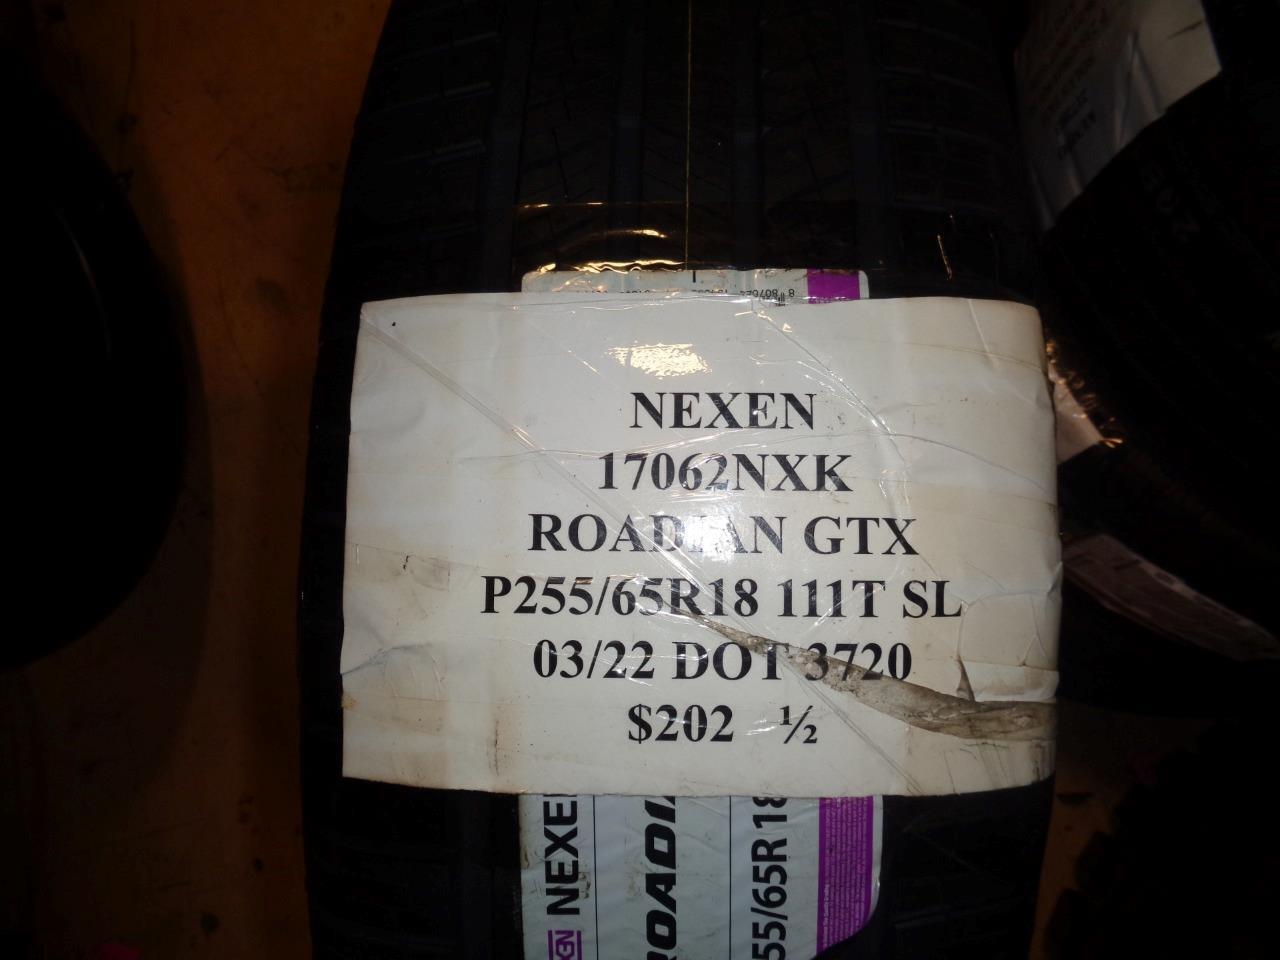 NEXEN
17062NXK
ROADIAN GTX
P255/65R18 111T SL
03/22 DOT 3720
$202 ½
NEXE
ROADIA
55/65R 18